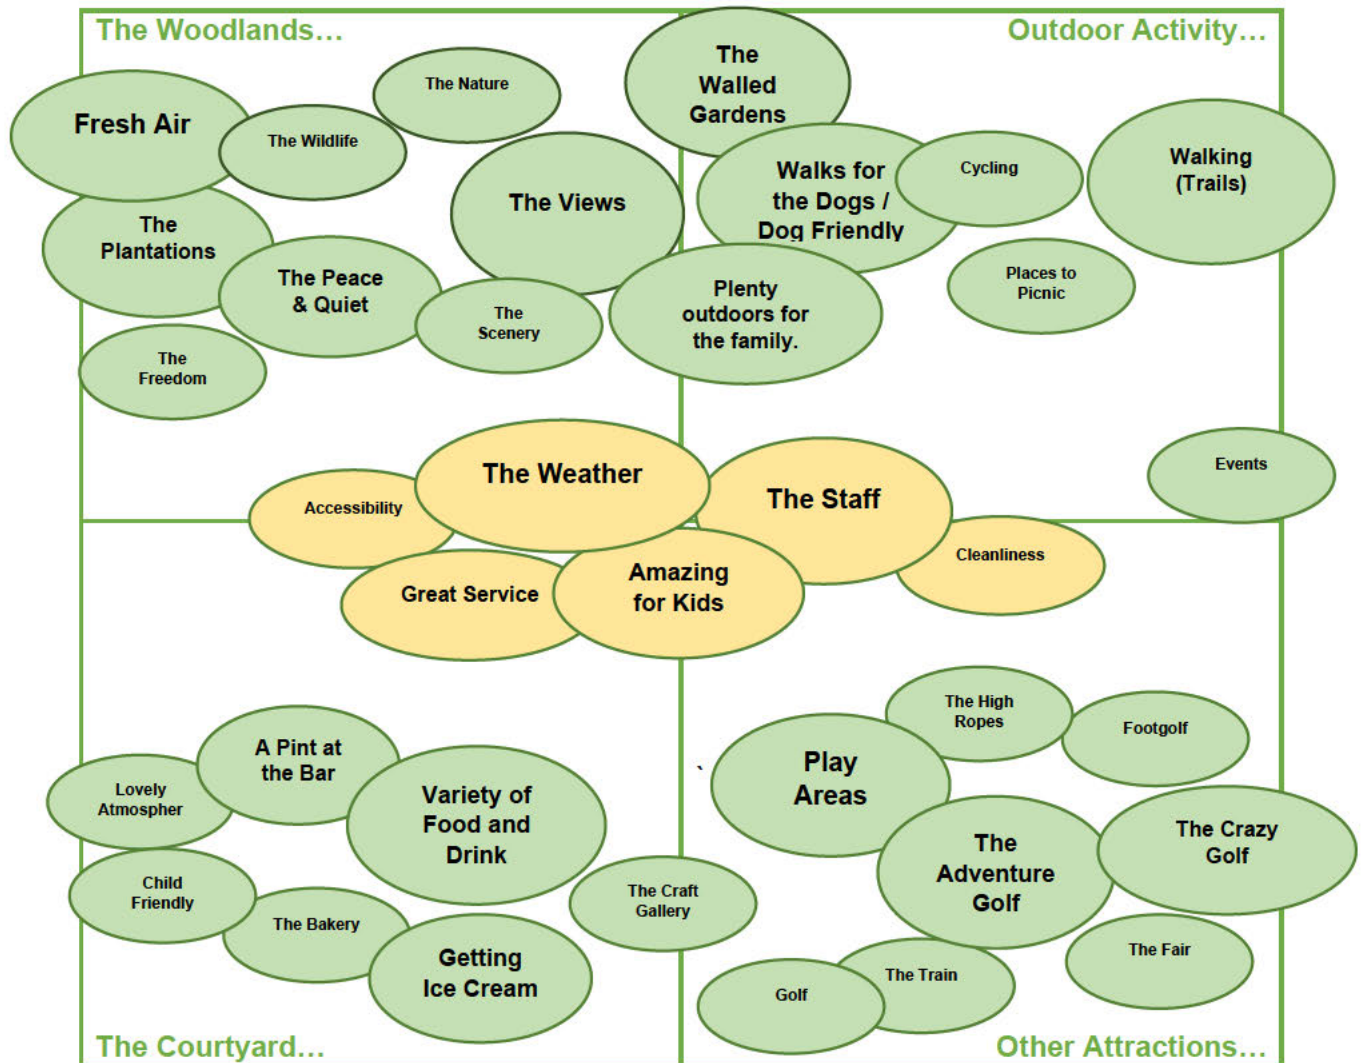 The Woodlands…
Outdoor Activity…
Fresh Air
The Wildlife
The Nature
The Views
The
Plantations
The Peace
& Quiet
The
Scenery
The
Freedom
The
Walled
Gardens
Walks for
the Dogs /
Dog Friendly
Cycling
Walking
(Trails)
Places to
Picnic
Plenty
outdoors for
the family.
Events
Accessibility
The Weather
The Staff
Cleanliness
Great Service
Amazing
for Kids
A Pint at
the Bar
Lovely
Atmospher
Variety of
Food and
Drink
Child
Friendly
The Bakery
Getting
Ice Cream
The Craft
Gallery
`
Play
Areas
The High
Ropes
Footgolf
The
Adventure
Golf
The Crazy
Golf
The Fair
The Train
Golf
The Courtyard…
Other Attractions…